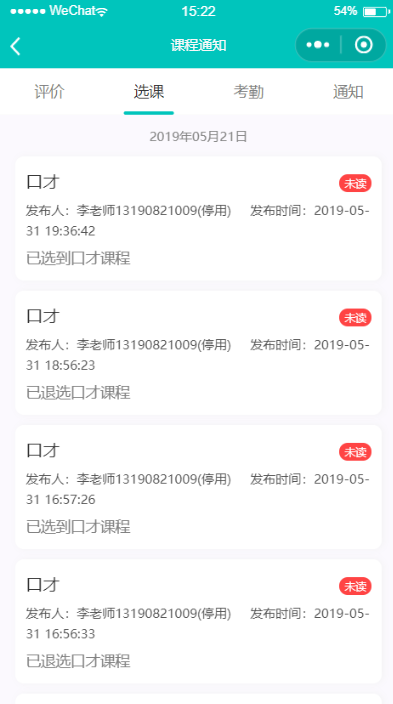 WeChat 15:22 54%
课程通知
评价 选课 考勤 通知
2019年05月21日
口才 未读
发布人：李老师13190821009(停用) 发布时间：2019-05-
31 19:36:42
已选到口才课程
口才 未读
发布人：李老师13190821009(停用) 发布时间：2019-05-
31 18:56:23
已退选口才课程
口才 未读
发布人：李老师13190821009(停用) 发布时间：2019-05-
31 16:57:26
已选到口才课程
口才 未读
发布人：李老师13190821009(停用) 发布时间：2019-05-
31 16:56:33
已退选口才课程